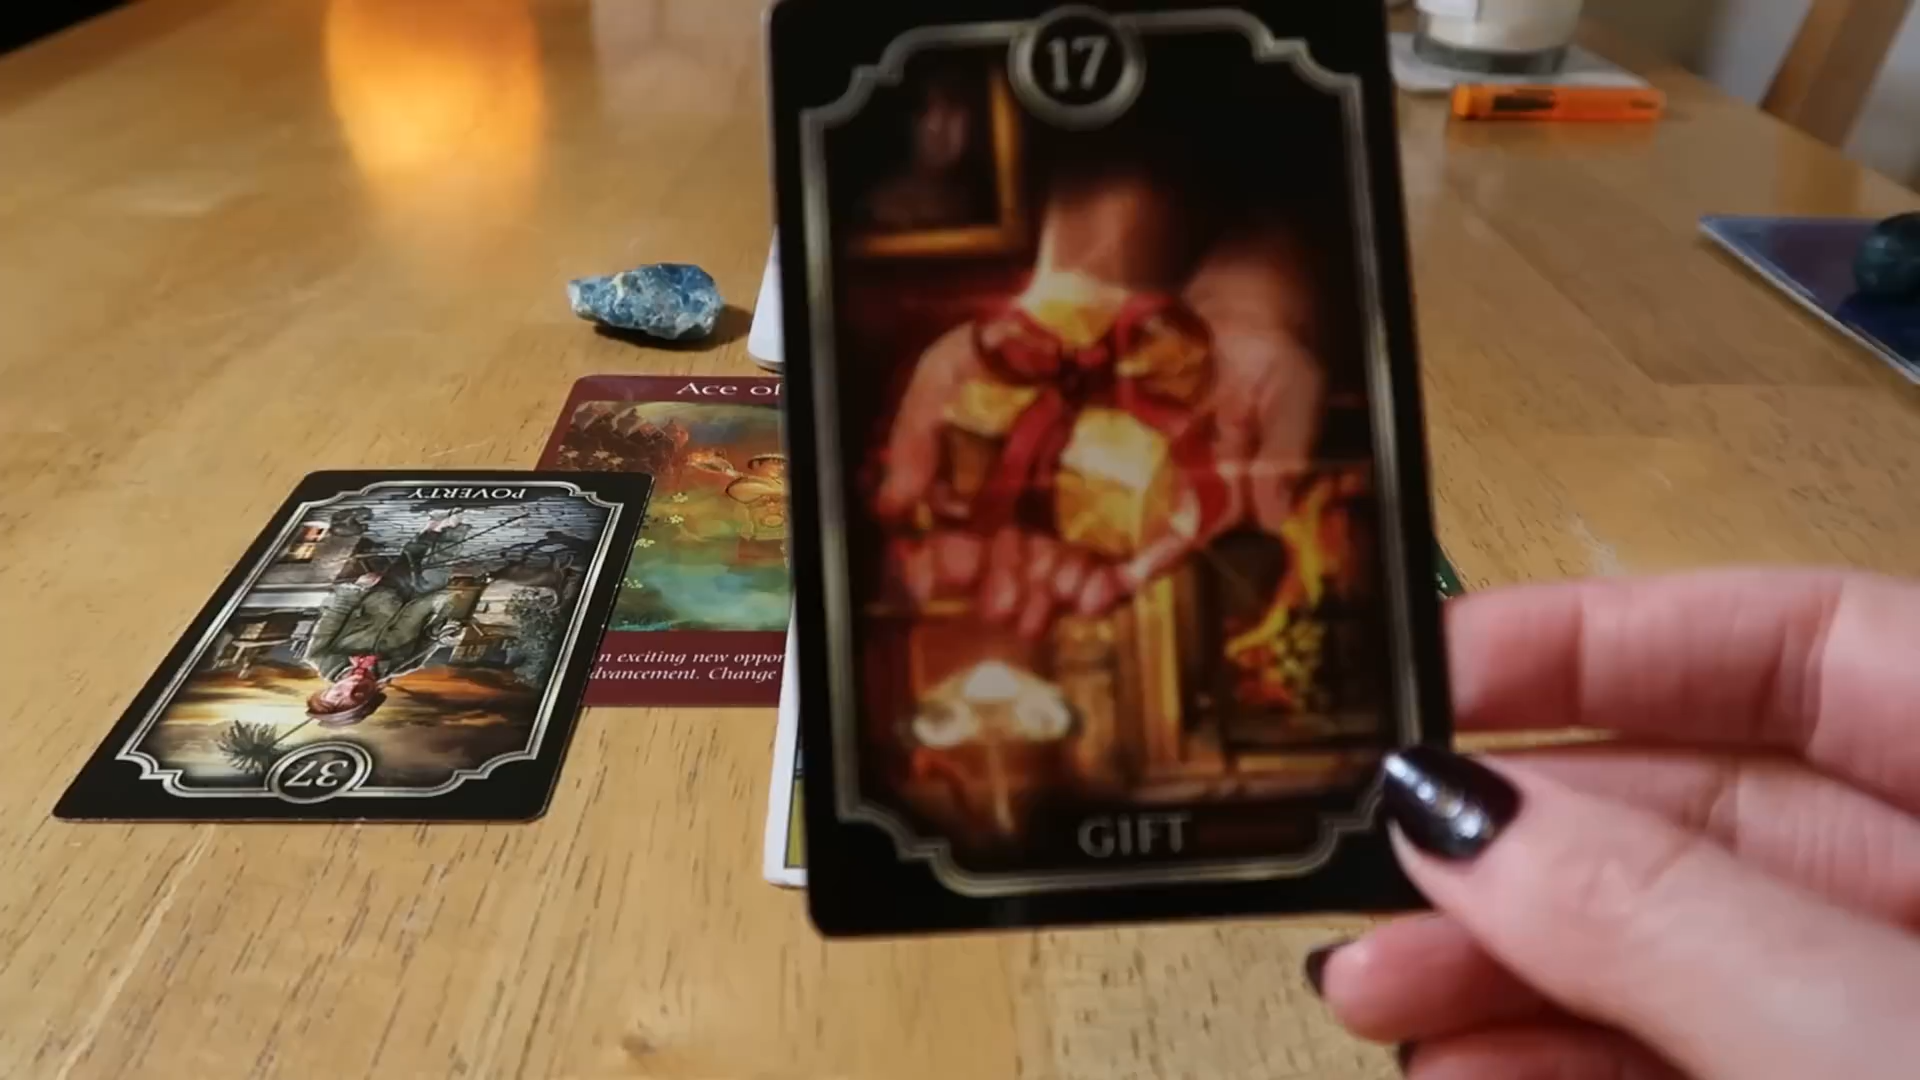 17
GIFT
Ace of
n exciting new oppor
dvancement. Change
POVERTY
37